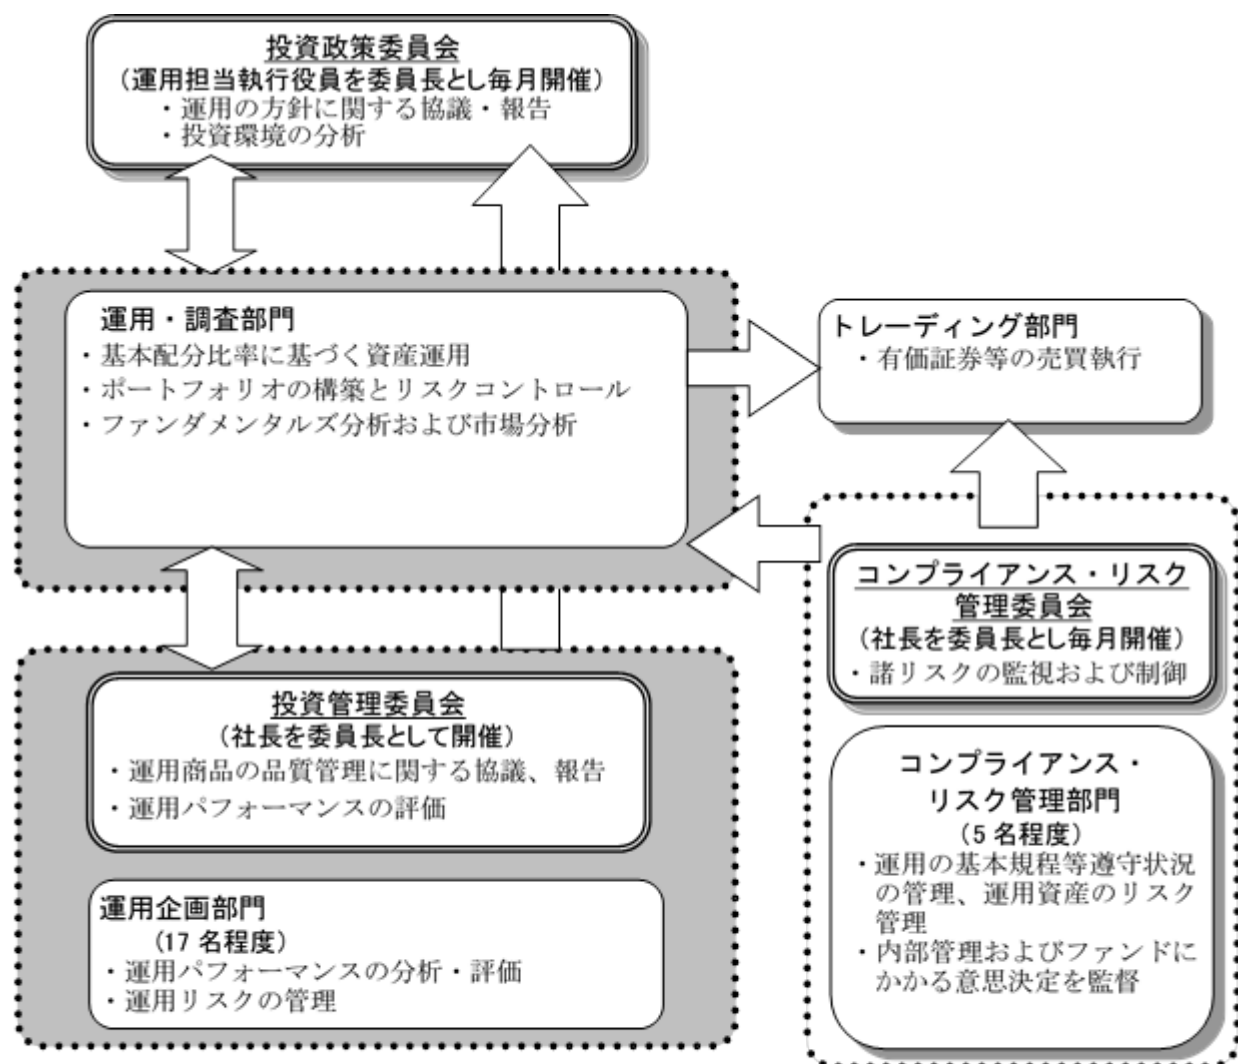 投資政策委員会
（運用担当執行役員を委員長とし毎月開催）
・運用の方針に関する協議・報告
・投資環境の分析
運用・調査部門
・基本配分比率に基づく資産運用
・ポートフォリオの構築とリスクコントロール
・ファンダメンタルズ分析および市場分析
トレーディング部門
・有価証券等の売買執行
コンプライアンス・リスク
管理委員会
（社長を委員長とし毎月開催）
・諸リスクの監視および制御
投資管理委員会
（社長を委員長として開催）
・運用商品の品質管理に関する協議、報告
・運用パフォーマンスの評価
運用企画部門
（17 名程度）
・運用パフォーマンスの分析・評価
・運用リスクの管理
コンプライアンス・
リスク管理部門
（5 名程度）
・運用の基本規程等遵守状況
の管理、運用資産のリスク
管理
・内部管理およびファンドに
かかる意思決定を監督